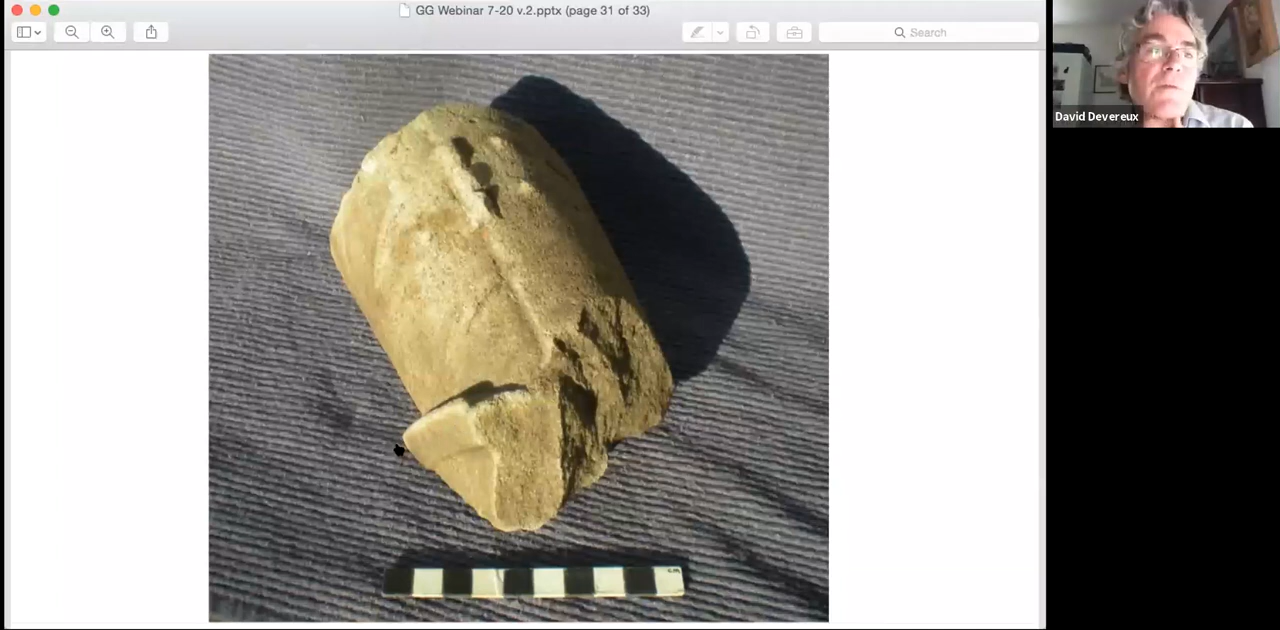 GG Webinar 7-20 v.2.pptx (page 31 of 33)
Search
David Devereux